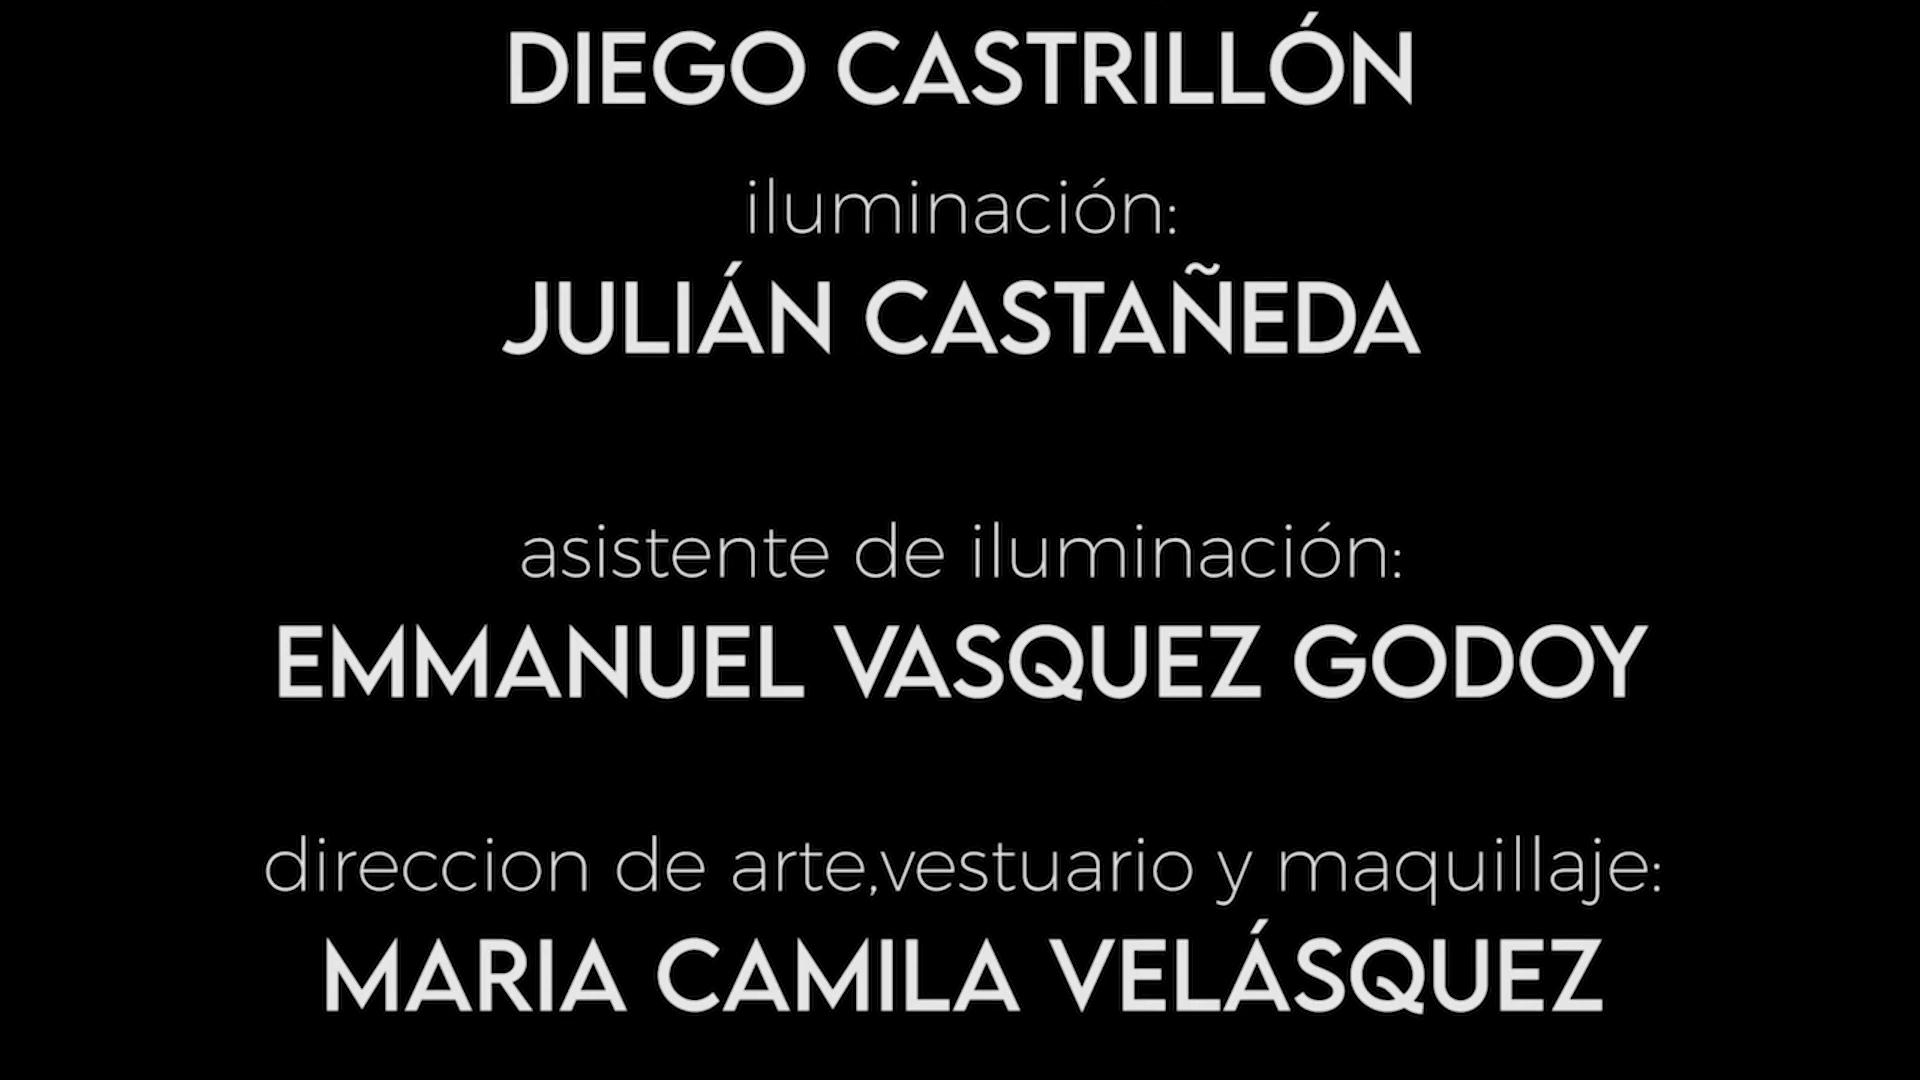 DIEGO CASTRILLÓN
iluminación:
JULIÁN CASTAÑEDA
asistente de iluminación:
EMMANUEL VASQUEZ GODOY
direccion de arte,vestuario y maquillaje:
MARIA CAMILA VELÁSQUEZ